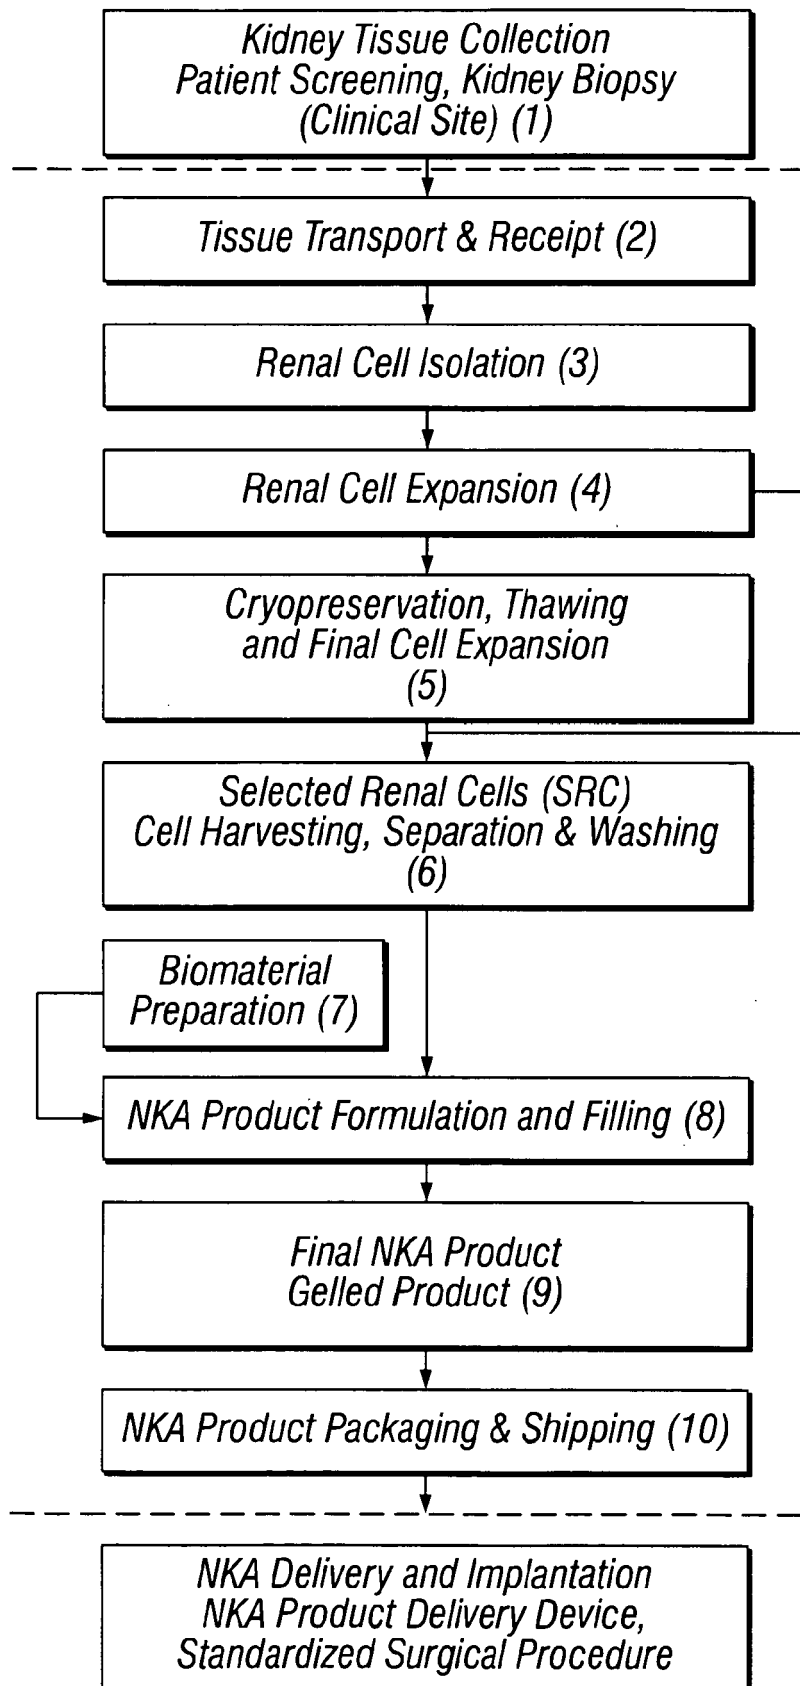 Kidney Tissue Collection
Patient Screening, Kidney Biopsy
(Clinical Site) (1)
Tissue Transport & Receipt (2)
Renal Cell Isolation (3)
Renal Cell Expansion (4)
Cryopreservation, Thawing
and Final Cell Expansion
(5)
Selected Renal Cells (SRC)
Cell Harvesting, Separation & Washing
(6)
Biomaterial
Preparation (7)
NKA Product Formulation and Filling (8)
Final NKA Product
Gelled Product (9)
NKA Product Packaging & Shipping (10)
NKA Delivery and Implantation
NKA Product Delivery Device,
Standardized Surgical Procedure